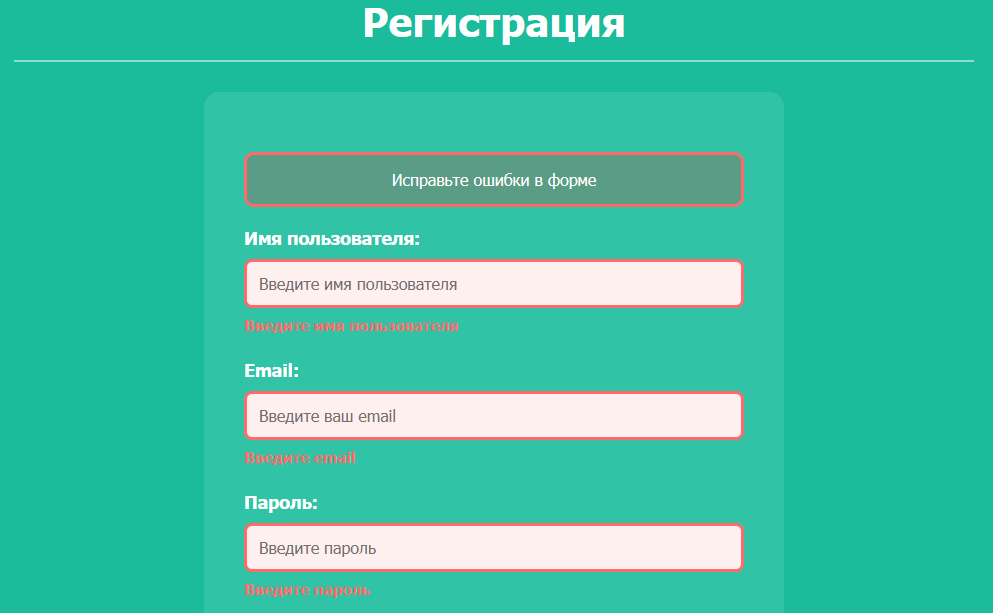 Регистрация
Исправьте ошибки в форме
Имя пользователя:
Введите имя пользователя
Введите имя пользователя
Email:
Введите ваш email
Введите email
Пароль:
Введите пароль
Введите пароль